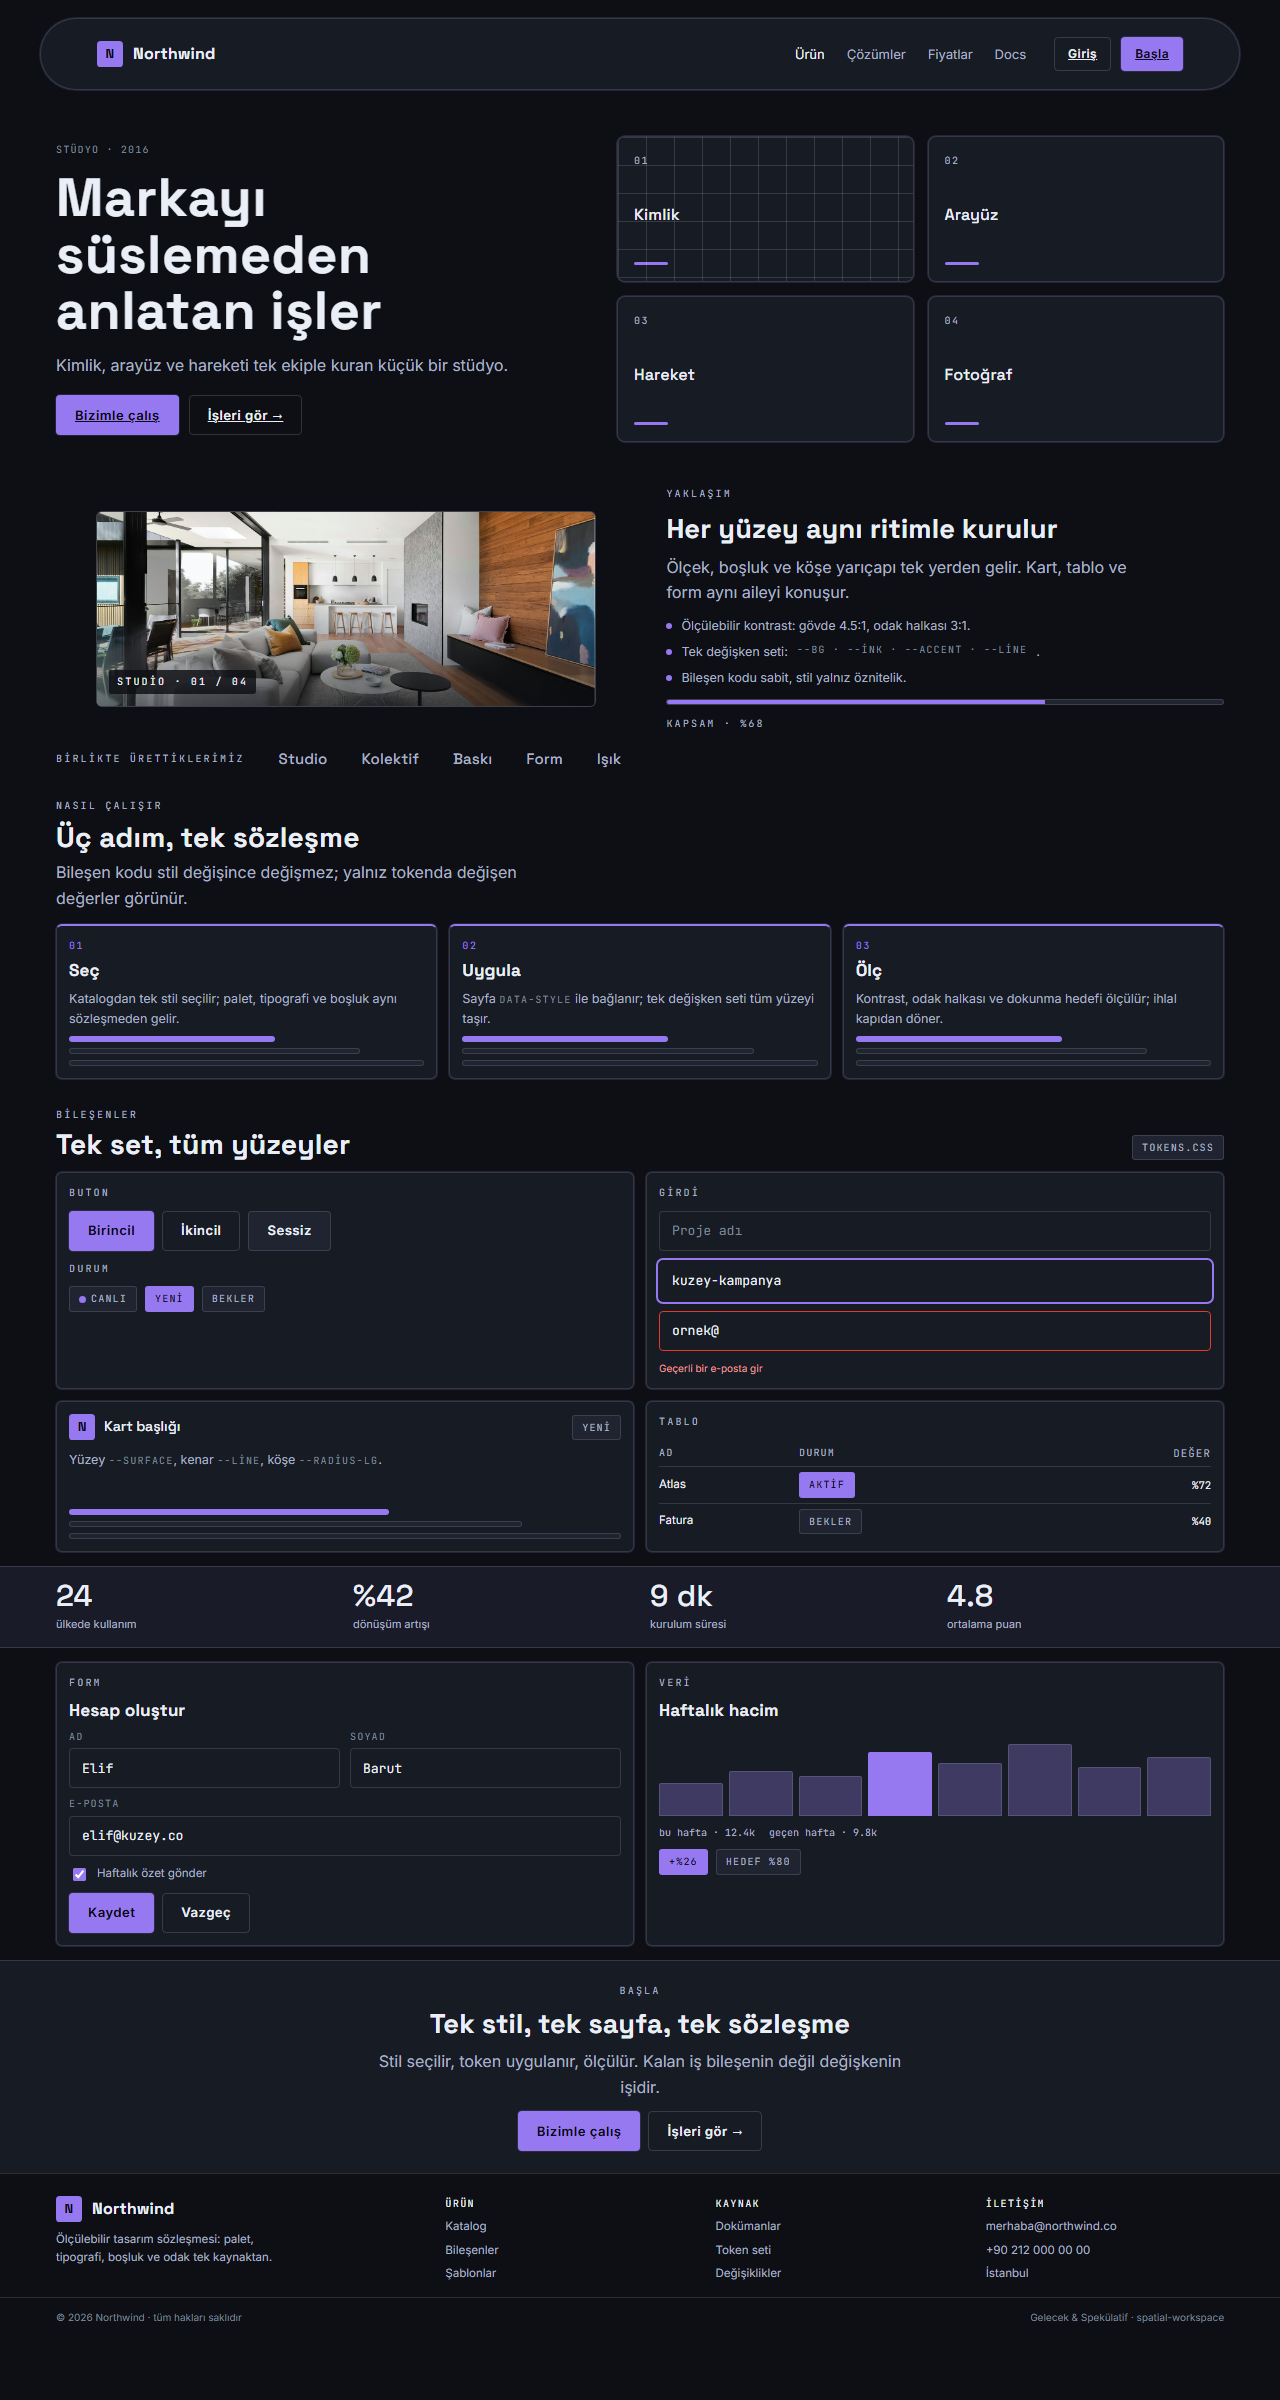 N Northwind
Ürün Çözümler Fiyatlar Docs Giriş Başla
STÜDYO · 2016
Markayı
süslemeden
anlatan işler
Kimlik, arayüz ve hareketi tek ekiple kuran küçük bir stüdyo.
Bizimle çalış İşleri gör →
01
Kimlik
02
Arayüz
03
Hareket
04
Fotoğraf
STUDİO · 01 / 04
YAKLAŞIM
Her yüzey aynı ritimle kurulur
Ölçek, boşluk ve köşe yarıçapı tek yerden gelir. Kart, tablo ve
form aynı aileyi konuşur.
Ölçülebilir kontrast: gövde 4.5:1, odak halkası 3:1.
Tek değişken seti: --BG · --İNK · --ACCENT · --LİNE .
Bileşen kodu sabit, stil yalnız öznitelik.
KAPSAM · %68
BİRLİKTE ÜRETTİKLERİMİZ Studio Kolektif Baskı Form Işık
NASIL ÇALIŞIR
Üç adım, tek sözleşme
Bileşen kodu stil değişince değişmez; yalnız tokenda değişen
değerler görünür.
01
Seç
Katalogdan tek stil seçilir; palet, tipografi ve boşluk aynı
sözleşmeden gelir.
02
Uygula
Sayfa DATA-STYLE ile bağlanır; tek değişken seti tüm yüzeyi
taşır.
03
Ölç
Kontrast, odak halkası ve dokunma hedefi ölçülür; ihlal
kapıdan döner.
BİLEŞENLER
Tek set, tüm yüzeyler
TOKENS.CSS
BUTON
Birincil İkincil Sessiz
DURUM
CANLI YENİ BEKLER
GİRDİ
Proje adı
kuzey-kampanya
ornek@
Geçerli bir e-posta gir
N Kart başlığı YENİ
Yüzey --SURFACE, kenar --LİNE, köşe --RADİUS-LG.
TABLO
AD DURUM DEĞER
Atlas AKTİF %72
Fatura BEKLER %40
24
ülkede kullanım
%42
dönüşüm artışı
9 dk
kurulum süresi
4.8
ortalama puan
FORM
Hesap oluştur
AD SOYAD
Elif Barut
E-POSTA
elif@kuzey.co
Haftalık özet gönder
Kaydet Vazgeç
VERİ
Haftalık hacim
bu hafta · 12.4k geçen hafta · 9.8k
+%26 HEDEF %80
BAŞLA
Tek stil, tek sayfa, tek sözleşme
Stil seçilir, token uygulanır, ölçülür. Kalan iş bileşenin değil değişkenin
işidir.
Bizimle çalış İşleri gör →
N Northwind
Ölçülebilir tasarım sözleşmesi: palet,
tipografi, boşluk ve odak tek kaynaktan.
ÜRÜN
Katalog
Bileşenler
Şablonlar
KAYNAK
Dokümanlar
Token seti
Değişiklikler
İLETİŞİM
merhaba@northwind.co
+90 212 000 00 00
İstanbul
© 2026 Northwind · tüm hakları saklıdır
Gelecek & Spekülatif · spatial-workspace